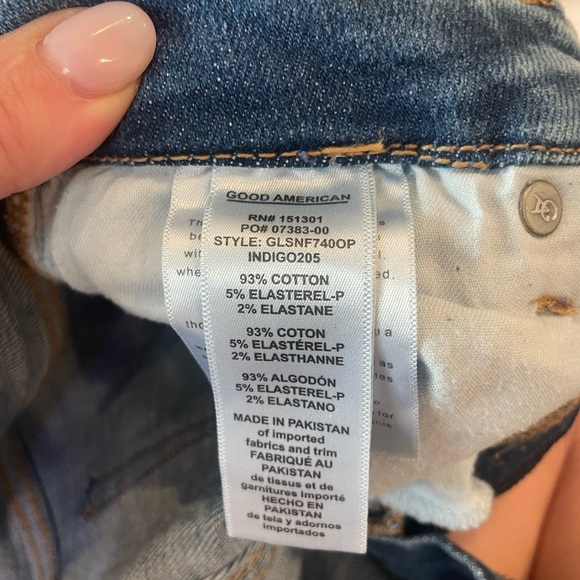 GOOD AMERICAN
RN# 151301
PO# 07383-00
STYLE: GLSNF740OP
INDIGO205
93% COTTON
5% ELASTEREL-P
2% ELASTANE
93% COTON
5% ELASTÉREL-P
2% ELASTHANNE
93% ALGODÓN
5% ELASTEREL-P
2% ELASTANO
MADE IN PAKISTAN
of imported
fabrics and trim
FABRIQUÉ AU
PAKISTAN
de tissus et de
garnitures importé
HECHO EN
PAKISTAN
de tela y adornos
importados